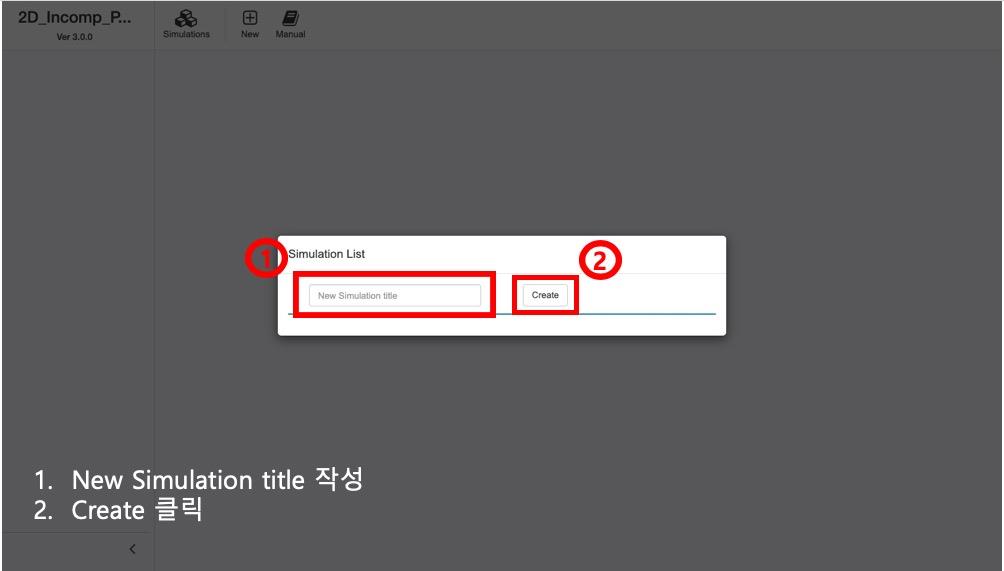 2D_Incomp_P...
Ver 3.0.0
Simulations
New
Manual
1
Simulation List
2
New Simulation title
Create
1. New Simulation title 작성
2. Create 클릭